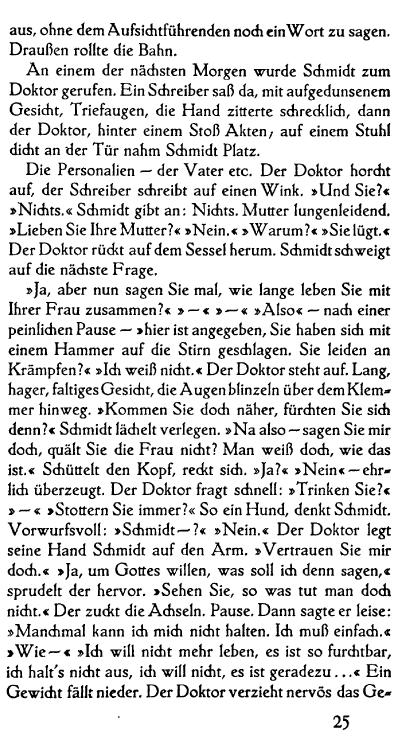 aus, ohne dem Aufsichtführenden noch ein Wort zu sagen.
Draußen rollte die Bahn.
An einem der nächsten Morgen wurde Schmidt zum
Doktor gerufen. Ein Schreiber saß da, mit aufgedunsenem
Gesicht, Triefaugen, die Hand zitterte schrecklich, dann
der Doktor, hinter einem Stoß Akten, auf einem Stuhl
dicht an der Tür nahm Schmidt Platz.
Die Personalien — der Vater etc. Der Doktor horcht
auf, der Schreiber schreibt auf einen Wink. »Und Sie?«
»Nichts.« Schmidt gibt an: Nichts. Mutter lungenleidend.
»Lieben Sie Ihre Mutter?« »Nein.« »Warum?« »Sie lügt.«
Der Doktor rückt auf dem Sessel herum. Schmidt schweigt
auf die nächste Frage.
»Ja, aber nun sagen Sie mal, wie lange leben Sie mit
Ihrer Frau zusammen?« »—« »—« »Also« — nach einer
peinlichen Pause — »hier ist angegeben, Sie haben sich mit
einem Hammer auf die Stirn geschlagen. Sie leiden an
Krämpfen?« »Ich weiß nicht.« Der Doktor steht auf. Lang,
hager, faltiges Gesicht, die Augen blinzeln über dem Klem-
mer hinweg. »Kommen Sie doch näher, fürchten Sie sich
denn?« Schmidt lächelt verlegen. »Na also — sagen Sie mir
doch, quält Sie die Frau nicht? Man weiß doch, wie das
ist.« Schüttelt den Kopf, reckt sich. »Ja?« »Nein« — ehr-
lich überzeugt. Der Doktor fragt schnell: »Trinken Sie?«
»—« »Stottern Sie immer?« So ein Hund, denkt Schmidt.
Vorwurfsvoll: »Schmidt—?« »Nein.« Der Doktor legt
seine Hand Schmidt auf den Arm. »Vertrauen Sie mir
doch.« »Ja, um Gottes willen, was soll ich denn sagen,«
sprudelt der hervor. »Sehen Sie, so was tut man doch
nicht.« Der zuckt die Achseln. Pause. Dann sagte er leise:
»Manchmal kann ich mich nicht halten. Ich muß einfach.«
»Wie—« »Ich will nicht mehr leben, es ist so furchtbar,
ich halt's nicht aus, ich will nicht, es ist geradezu ...« Ein
Gewicht fällt nieder. Der Doktor verzieht nervös das Ge-
25